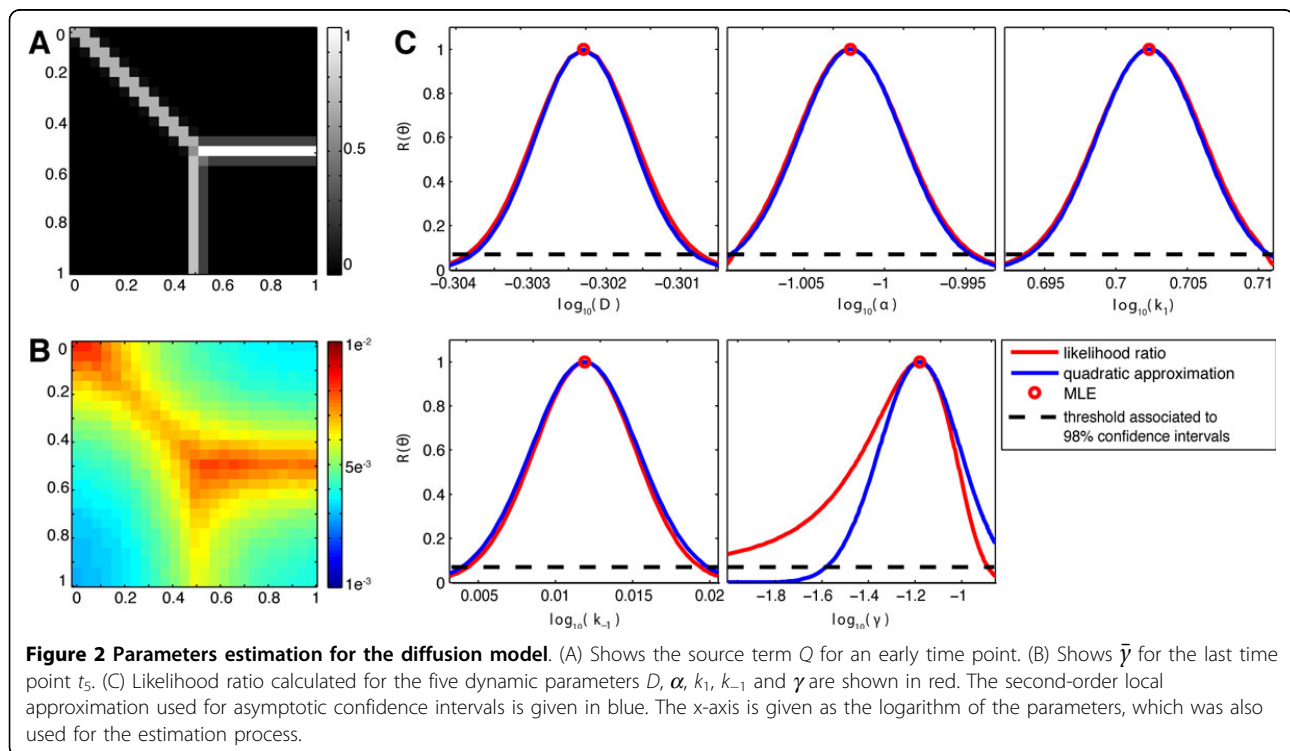 A
0
0.2
0.4
0.6
0.8
1
0 0.2 0.4 0.6 0.8 1
1
0.5
0
B
0
0.2
0.4
0.6
0.8
1
0 0.2 0.4 0.6 0.8 1
1e-2
5e-3
1e-3
C
R(θ)
1
0.8
0.6
0.4
0.2
0
−0.304 −0.303 −0.302 −0.301
log10(D)
−1.005 −1 −0.995
log10(α)
0.695 0.7 0.705 0.71
log10(k1)
R(θ)
1
0.8
0.6
0.4
0.2
0
0.005 0.01 0.015 0.02
log10(k−1)
−1.8 −1.6 −1.4 −1.2 −1
log10(γ)
likelihood ratio
quadratic approximation
MLE
threshold associated to
98% confidence intervals
Figure 2 Parameters estimation for the diffusion model. (A) Shows the source term Q for an early time point. (B) Shows γ̄ for the last time
point t5. (C) Likelihood ratio calculated for the five dynamic parameters D, α, k1, k−1 and γ are shown in red. The second-order local
approximation used for asymptotic confidence intervals is given in blue. The x-axis is given as the logarithm of the parameters, which was also
used for the estimation process.